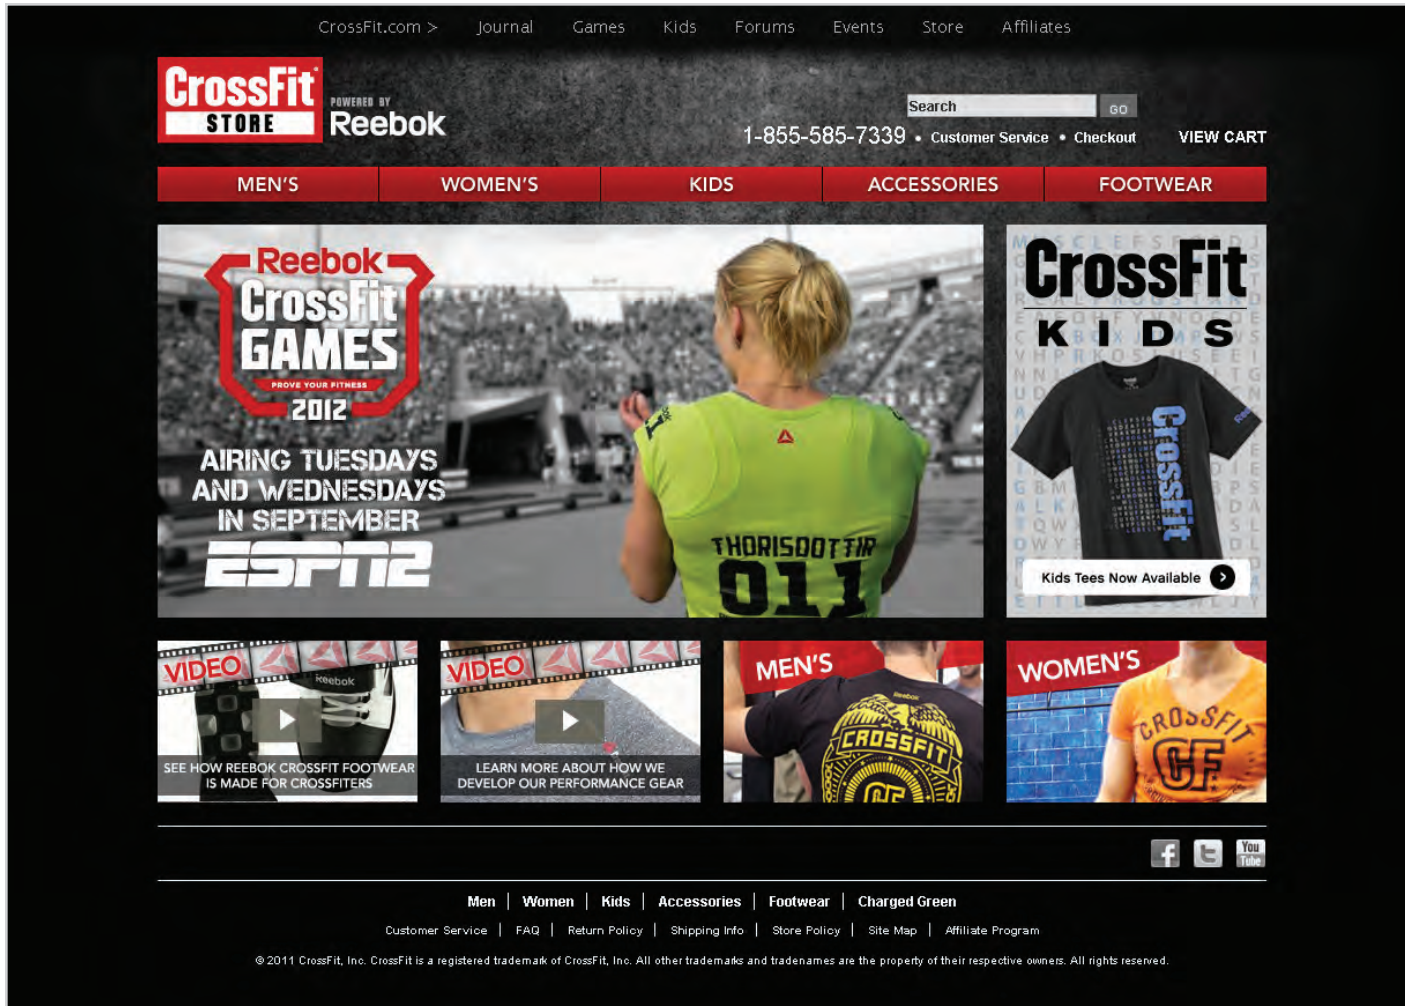 CrossFit.com > Journal Games Kids Forums Events Store Affiliates
CrossFit
STORE
POWERED BY
Reebok
Search GO
1-855-585-7339 • Customer Service • Checkout VIEW CART
MEN'S WOMEN'S KIDS ACCESSORIES FOOTWEAR
Reebok
CrossFit
GAMES
PROVE YOUR FITNESS
2012
AIRING TUESDAYS
AND WEDNESDAYS
IN SEPTEMBER
ESPN2
THORISDOTTIR
011
CrossFit
KIDS
CrossFit
Kids Tees Now Available
VIDEO
Reebok
SEE HOW REEBOK CROSSFIT FOOTWEAR
IS MADE FOR CROSSFITERS
VIDEO
LEARN MORE ABOUT HOW WE
DEVELOP OUR PERFORMANCE GEAR
MEN'S
Reebok
CROSSFIT
CF
WOMEN'S
CROSSFIT
CF
f t You Tube
Men | Women | Kids | Accessories | Footwear | Charged Green
Customer Service | FAQ | Return Policy | Shipping Info | Store Policy | Site Map | Affiliate Program
© 2011 CrossFit, Inc. CrossFit is a registered trademark of CrossFit, Inc. All other trademarks and tradenames are the property of their respective owners. All rights reserved.